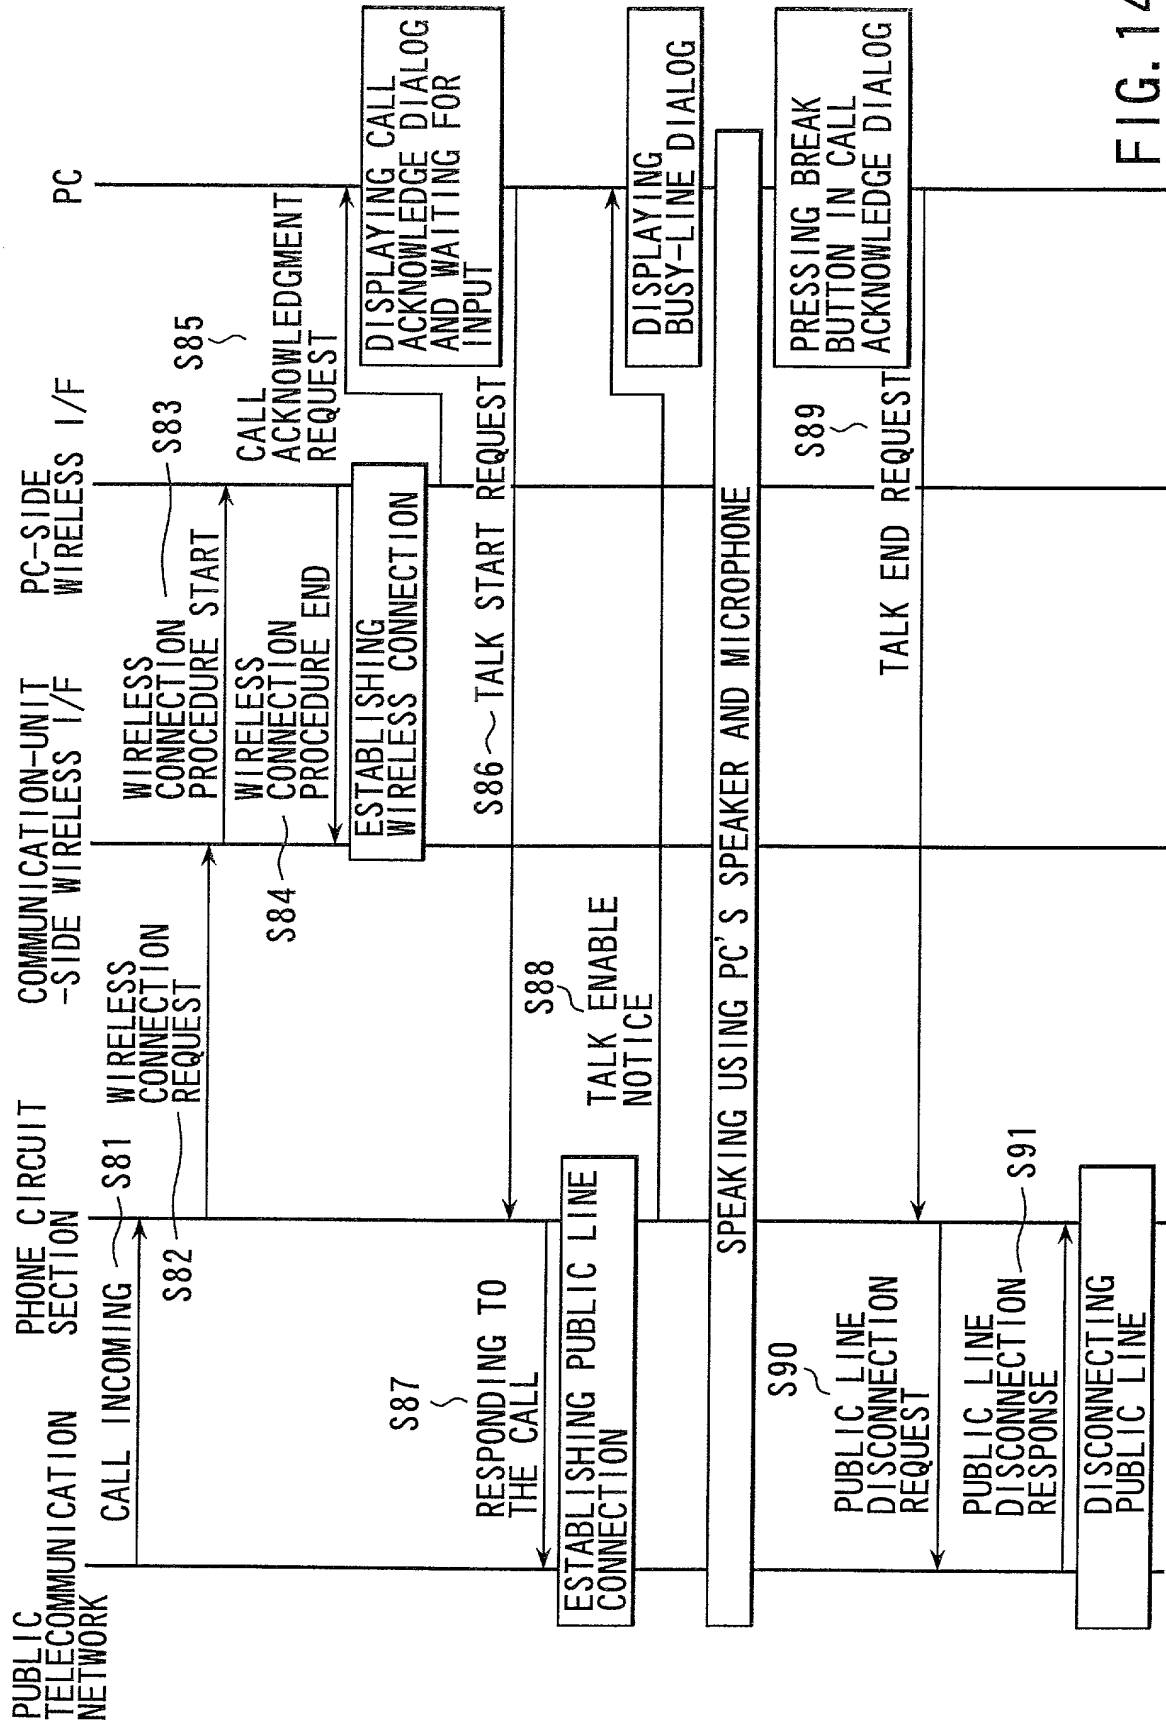 PUBLIC
TELECOMMUNICATION
NETWORK
PHONE CIRCUIT
SECTION
COMMUNICATION-UNIT
-SIDE WIRELESS I/F
PC-SIDE
WIRELESS I/F
PC
CALL INCOMING
S81
S82
WIRELESS
CONNECTION
REQUEST
WIRELESS
CONNECTION
PROCEDURE START
S83
S84
WIRELESS
CONNECTION
PROCEDURE END
ESTABLISHING
WIRELESS CONNECTION
S85
CALL
ACKNOWLEDGMENT
REQUEST
DISPLAYING CALL
ACKNOWLEDGE DIALOG
AND WAITING FOR
INPUT
S86
TALK START REQUEST
S87
RESPONDING TO
THE CALL
ESTABLISHING PUBLIC LINE
CONNECTION
S88
TALK ENABLE
NOTICE
DISPLAYING
BUSY-LINE DIALOG
SPEAKING USING PC'S SPEAKER AND MICROPHONE
PRESSING BREAK
BUTTON IN CALL
ACKNOWLEDGE DIALOG
S89
TALK END REQUEST
S90
PUBLIC LINE
DISCONNECTION
REQUEST
S91
PUBLIC LINE
DISCONNECTION
RESPONSE
DISCONNECTING
PUBLIC LINE
FIG. 14